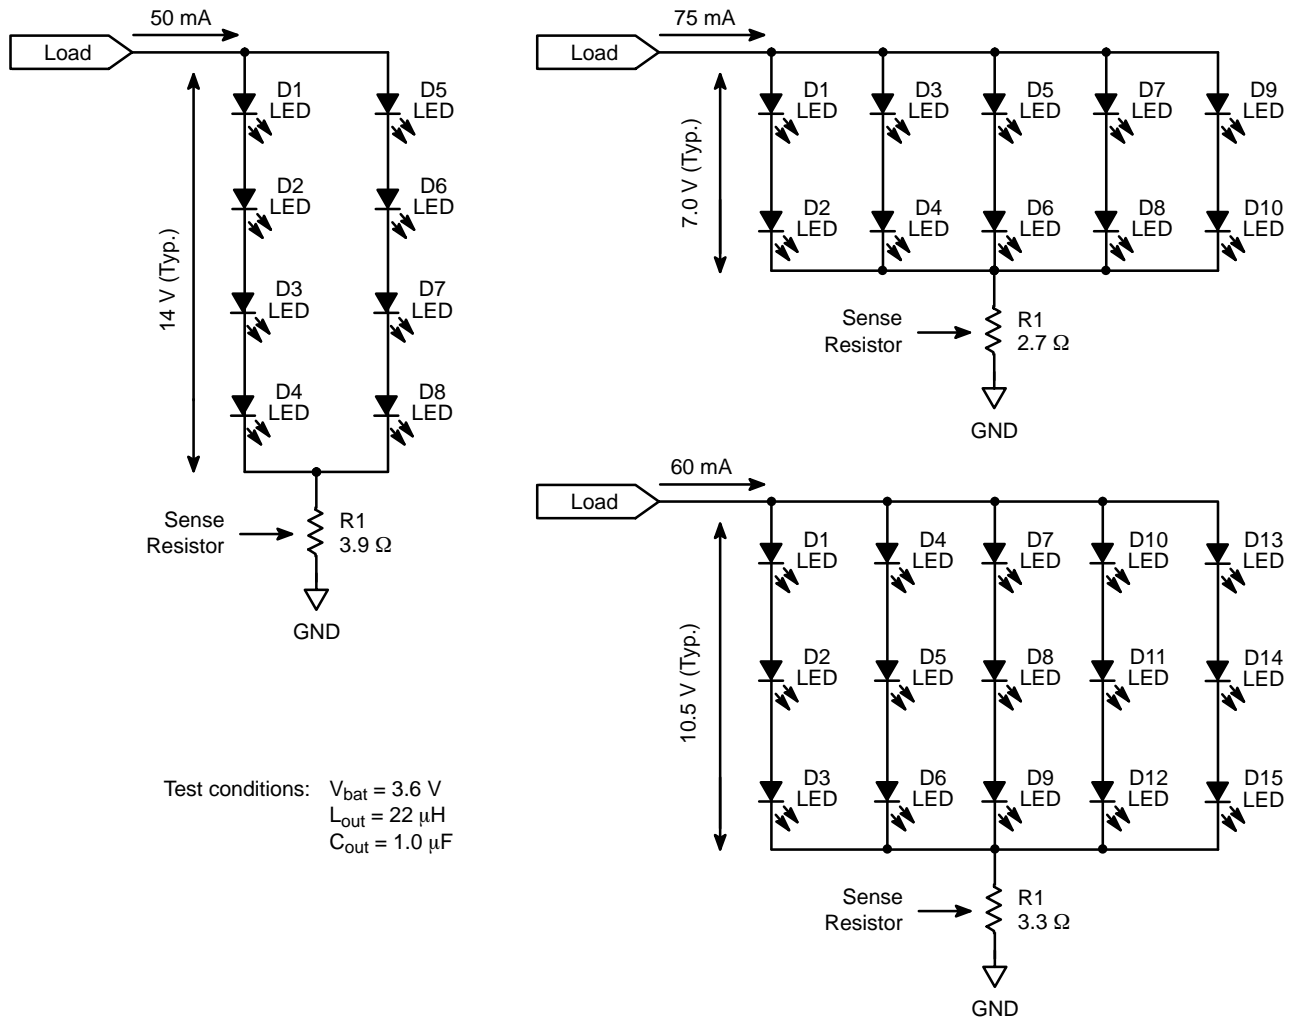 50 mA
Load
14 V (Typ.)
D1
LED
D5
LED
D2
LED
D6
LED
D3
LED
D7
LED
D4
LED
D8
LED
Sense
Resistor
R1
3.9 Ω
GND
Test conditions: Vbat = 3.6 V
Lout = 22 μH
Cout = 1.0 μF
75 mA
7.0 V (Typ.)
D1
LED
D3
LED
D5
LED
D7
LED
D9
LED
D2
LED
D4
LED
D6
LED
D8
LED
D10
LED
Sense
Resistor
R1
2.7 Ω
GND
60 mA
Load
10.5 V (Typ.)
D1
LED
D4
LED
D7
LED
D10
LED
D13
LED
D2
LED
D5
LED
D8
LED
D11
LED
D14
LED
D3
LED
D6
LED
D9
LED
D12
LED
D15
LED
Sense
Resistor
R1
3.3 Ω
GND
Load